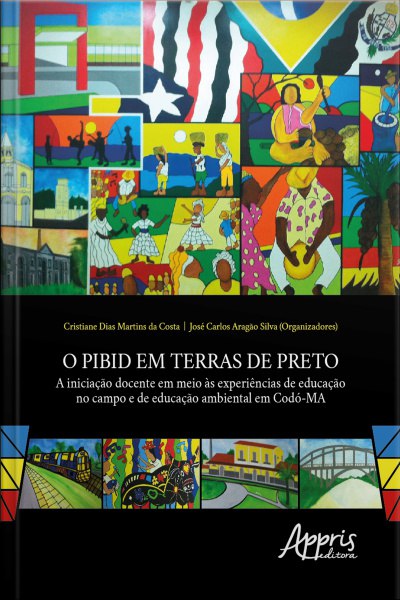 Cristiane Dias Martins da Costa | José Carlos Aragão Silva (Organizadores)
O PIBID EM TERRAS DE PRETO
A iniciação docente em meio às experiências de educação
no campo e de educação ambiental em Codó-MA
Appris
editora